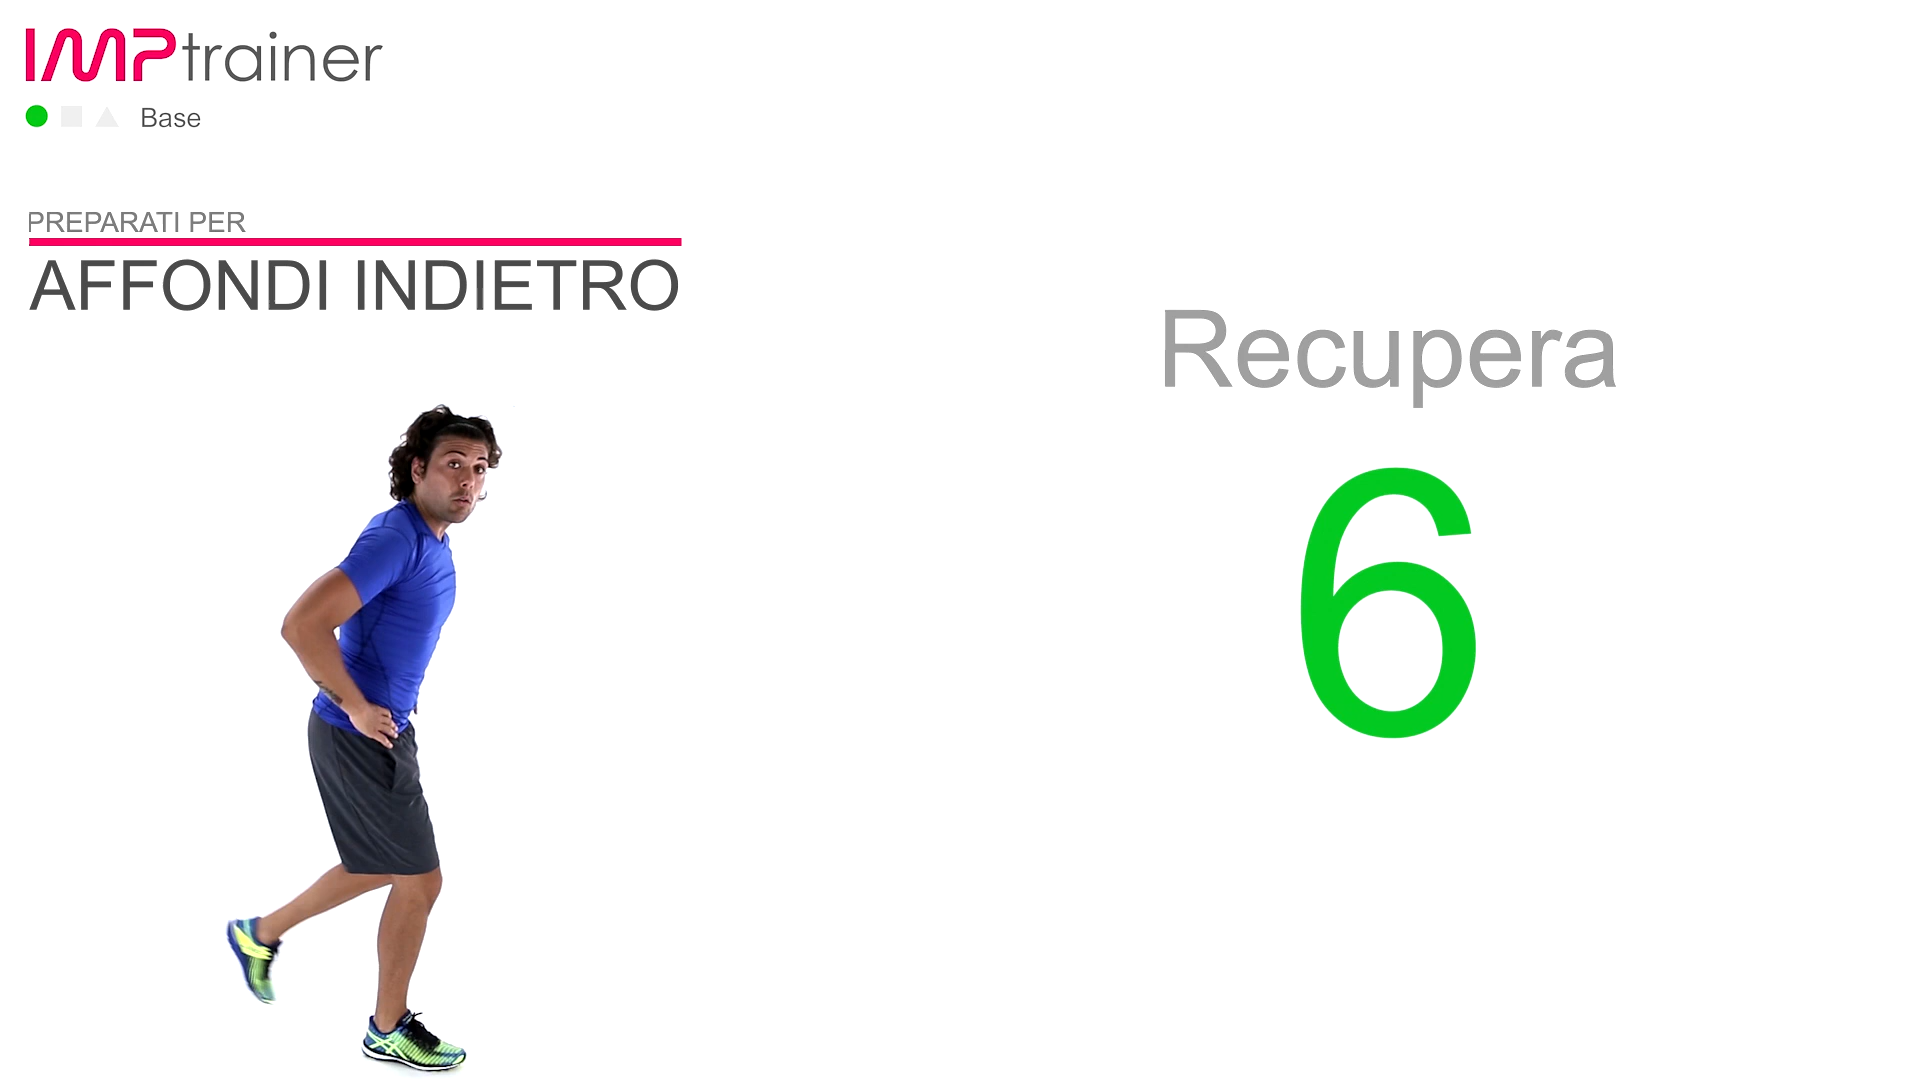 IMPtrainer
Base
PREPARATI PER
AFFONDI INDIETRO
Recupera
6